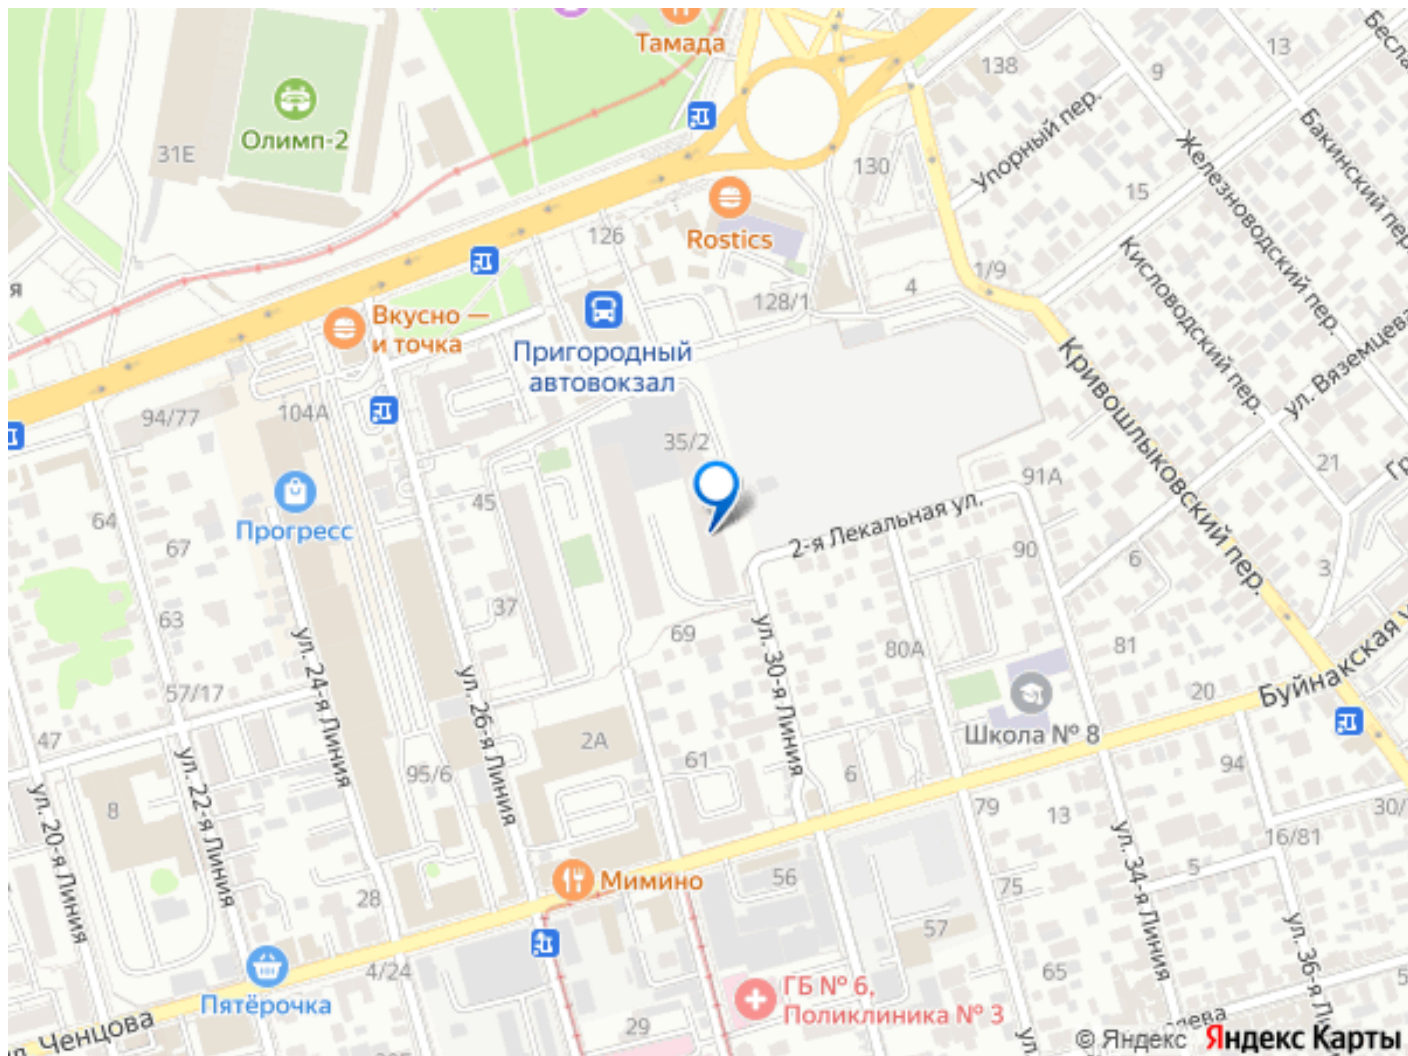 Тамада
138
13
9
Бесла
Олимп-2
31Е
Упорный пер.
Железноводский пер.
Бакинский пер.
130
15
Rostics
126
Кисловодский пер.
1/9
4
я
128/1
Вкусно —
и точка
Пригородный
автовокзал
Кривошлыковский пер.
ул. Вяземцева
94/77
104А
35/2
21
Гр
91А
Прогресс
45
64
67
2-я Лекальная ул.
90
6
3
37
63
69
ул. 24-я Линия
ул. 30-я Линия
80А
81
Буйнакская у
57/17
ул. 26-я Линия
20
Школа № 8
47
2А
61
95/6
6
94
ул. 22-я Линия
ул. 20-я Линия
8
79
13
30/
16/81
ул. 34-я Линия
5
Мимино
56
75
28
57
ул. 36-я Ли
4/24
65
5
Пятёрочка
ГБ № 6,
Поликлиника № 3
л. Ченцова
29
ул
ева
© Яндекс Яндекс Карты